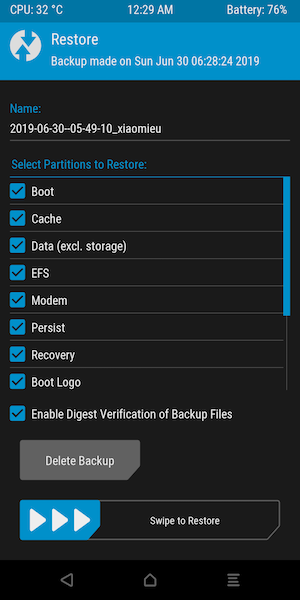 CPU: 32 °C 12:29 AM Battery: 76%
Restore
Backup made on Sun Jun 30 06:28:24 2019
Name:
2019-06-30--05-49-10_xiaomieu
Select Partitions to Restore:
Boot
Cache
Data (excl. storage)
EFS
Modem
Persist
Recovery
Boot Logo
Enable Digest Verification of Backup Files
Delete Backup
Swipe to Restore